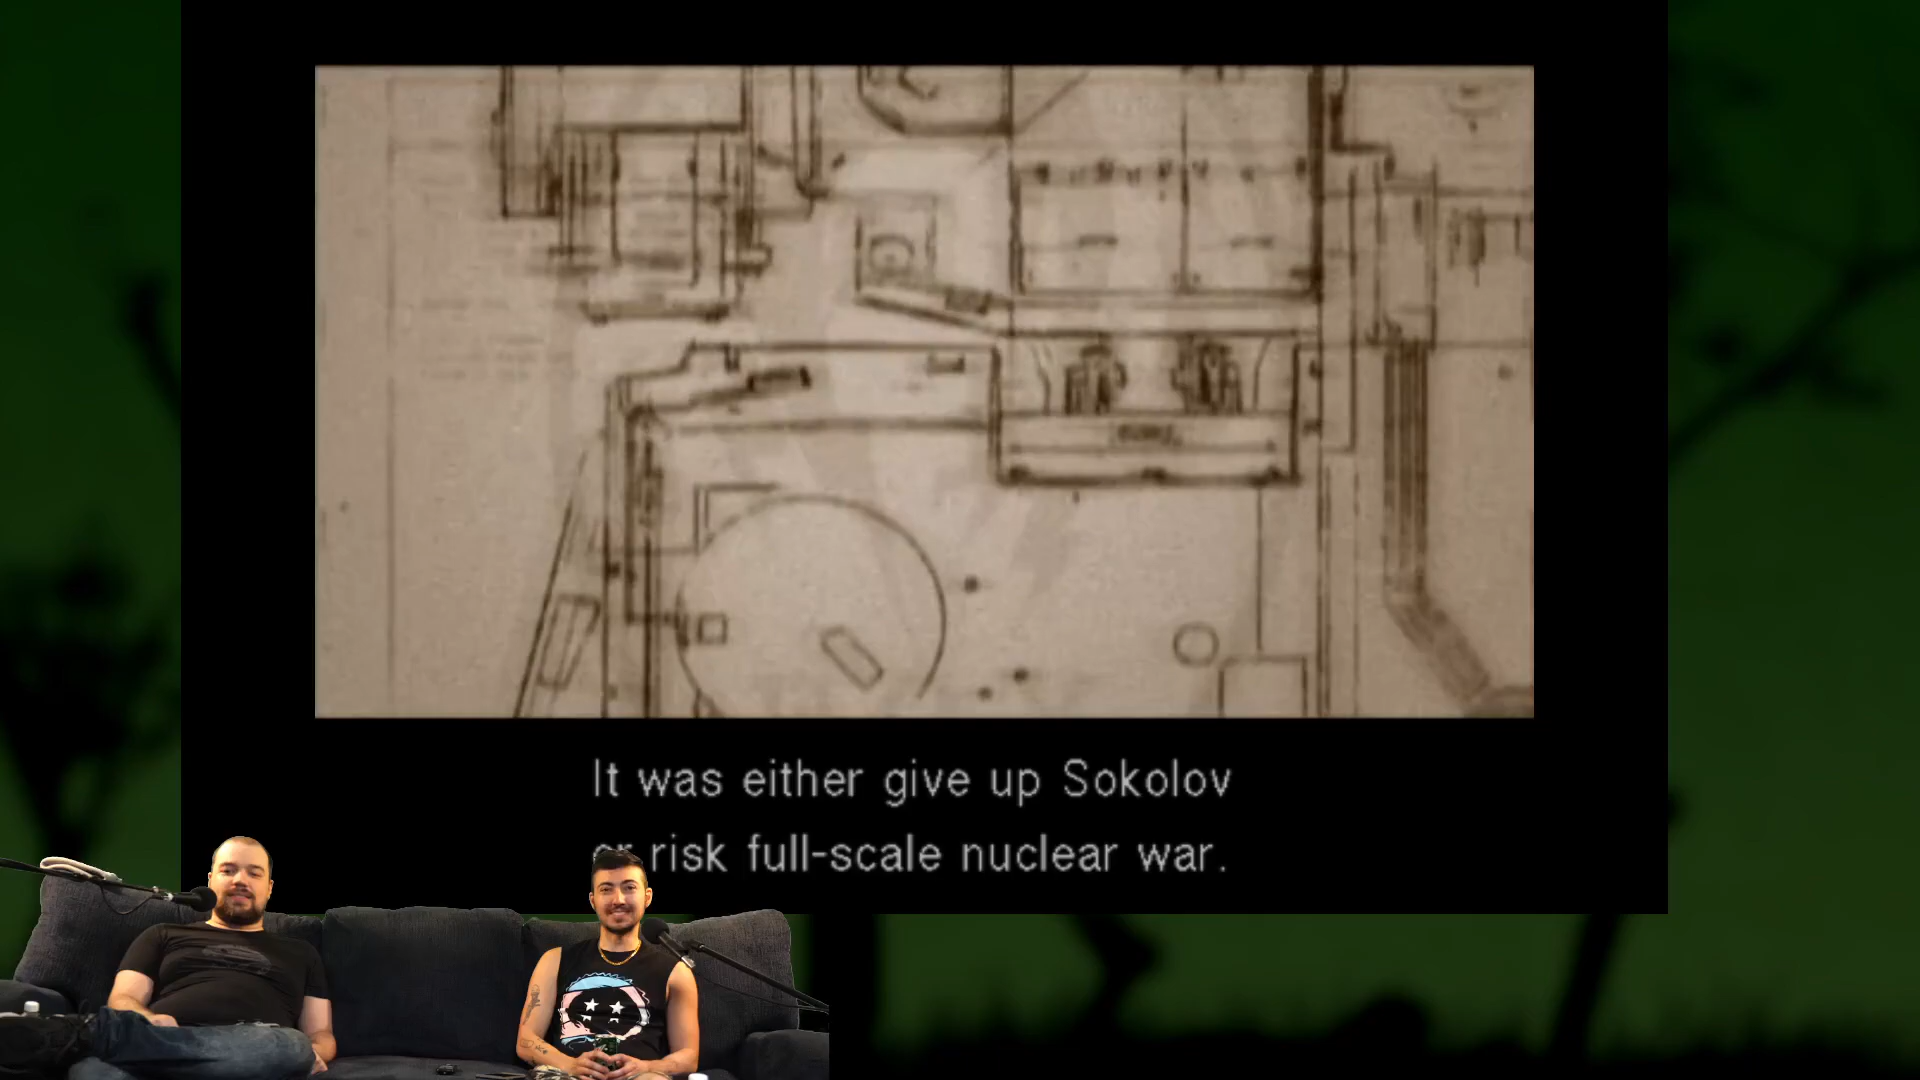 It was either give up Sokolov
or risk full-scale nuclear war.